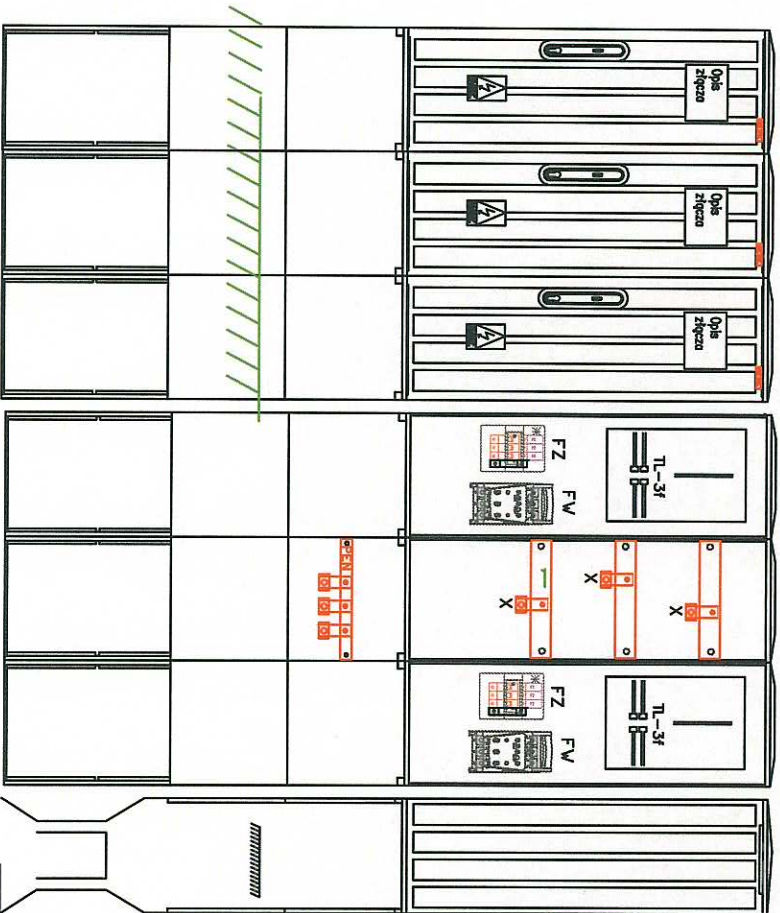 Opis
złącza
Opis
złącza
Opis
złącza
TL-3f
TL-3f
X
X
FZ
FW
FZ
FW
X
PEN